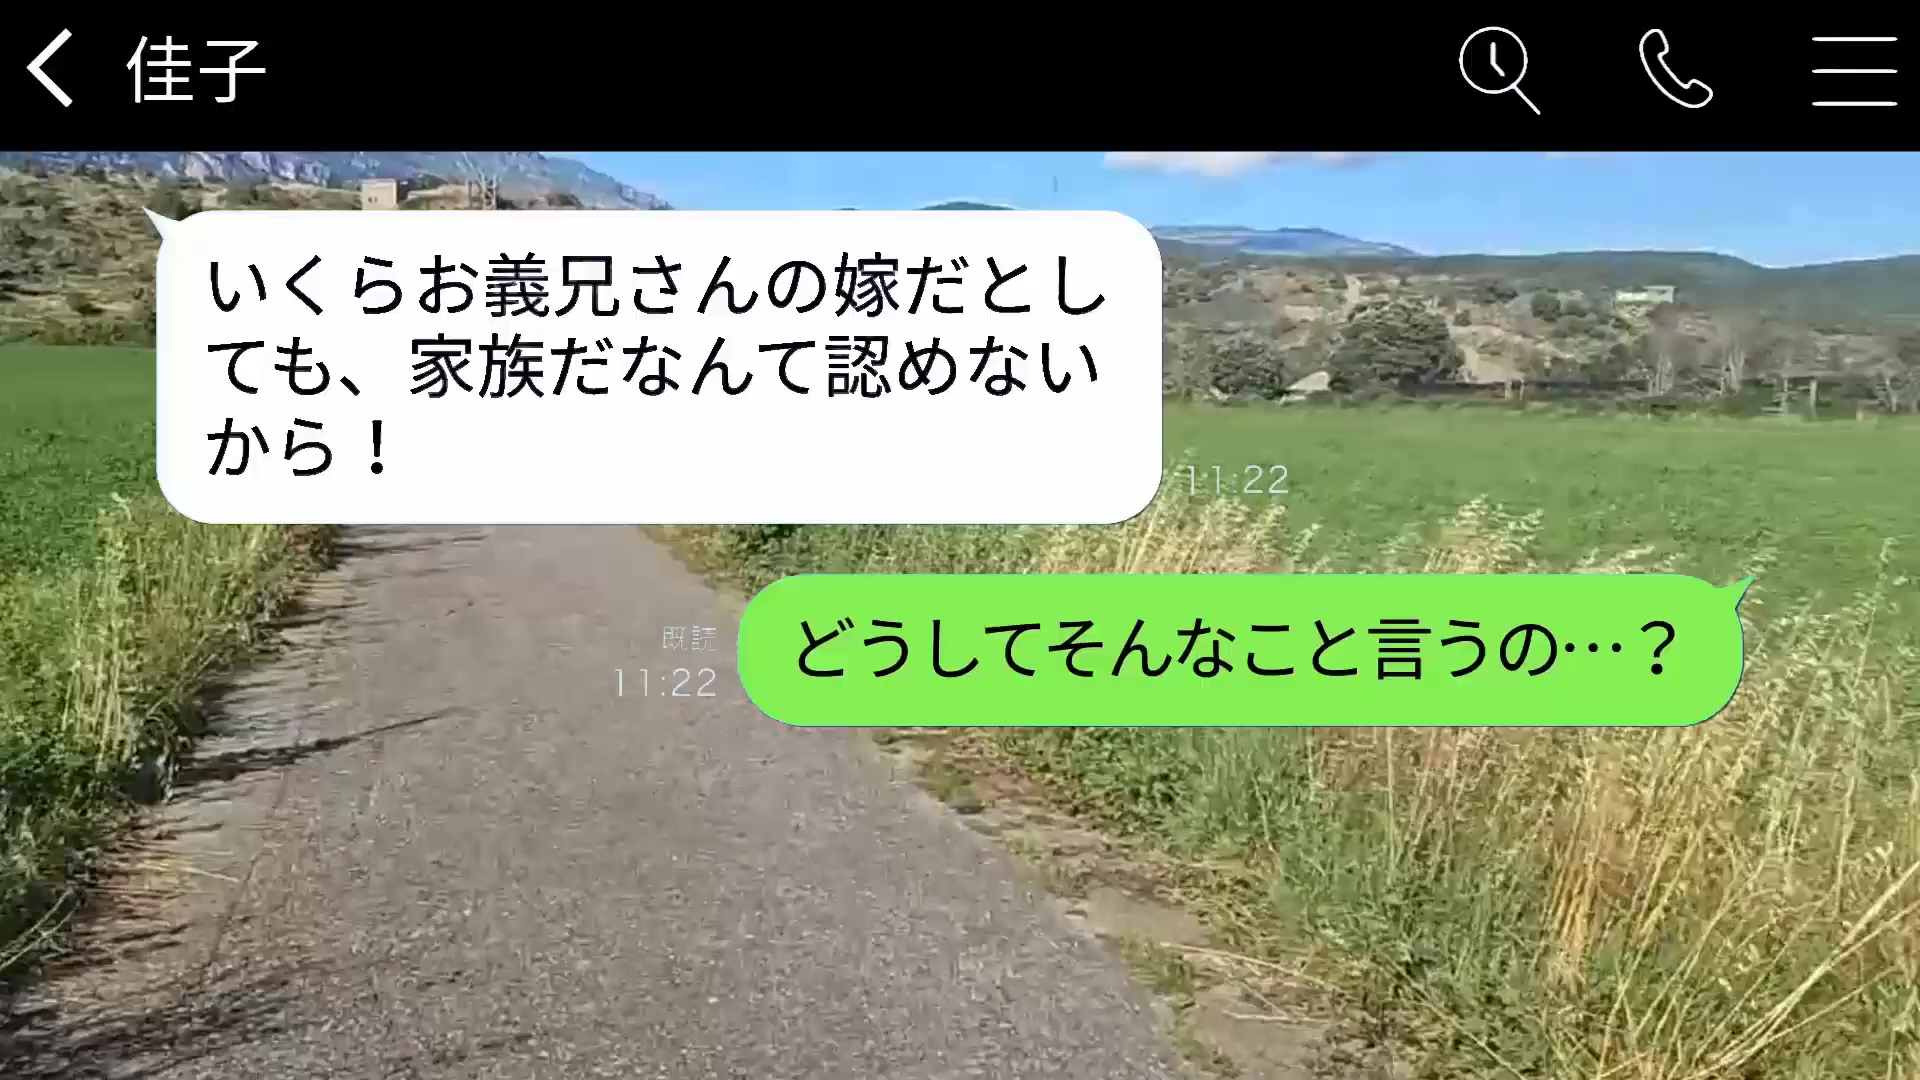 佳子
いくらお義兄さんの嫁だとし
ても、家族だなんて認めない
から！
11:22
どうしてそんなこと言うの…？
既読
11:22